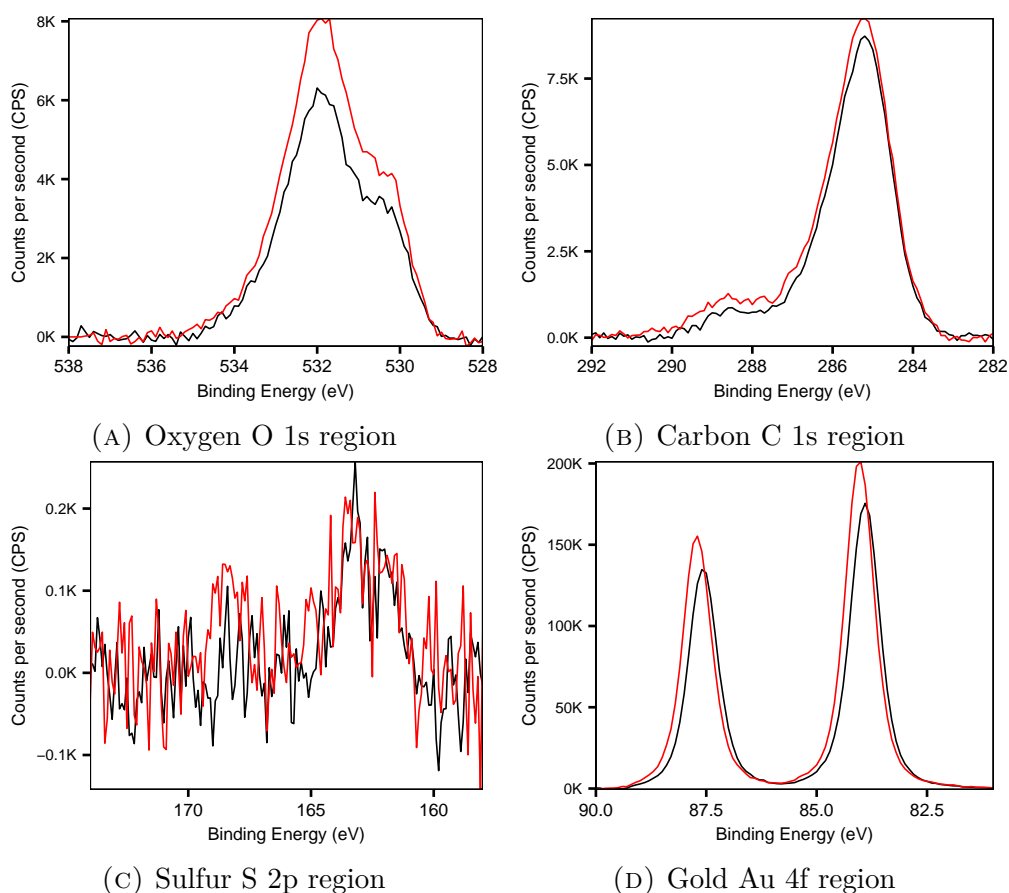 8K
6K
4K
2K
0K
538 536 534 532 530 528
Binding Energy (eV)
Counts per second (CPS)
(A) Oxygen O 1s region
7.5K
5.0K
2.5K
0.0K
292 290 288 286 284 282
Binding Energy (eV)
Counts per second (CPS)
(B) Carbon C 1s region
0.2K
0.1K
0.0K
−0.1K
170 165 160
Binding Energy (eV)
Counts per second (CPS)
(C) Sulfur S 2p region
200K
150K
100K
50K
0K
90.0 87.5 85.0 82.5
Binding Energy (eV)
Counts per second (CPS)
(D) Gold Au 4f region